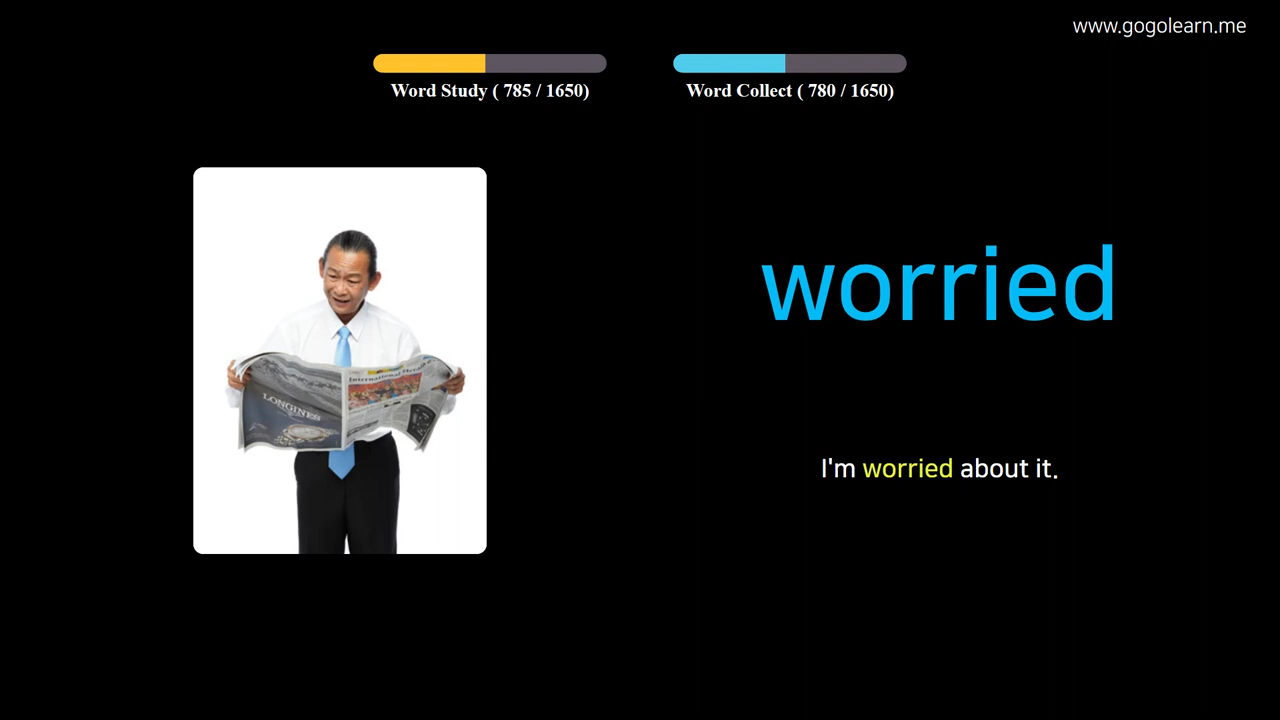 www.gogolearn.me
Word Study ( 785 / 1650)
Word Collect ( 780 / 1650)
worried
International Herald
LONGINES
I'm worried about it.